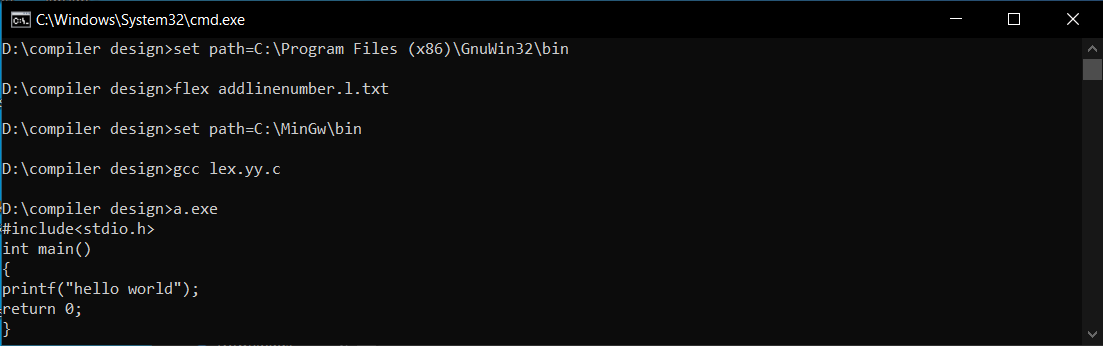 C:\Windows\System32\cmd.exe
D:\compiler design>set path=C:\Program Files (x86)\GnuWin32\bin
D:\compiler design>flex addlinenumber.l.txt
D:\compiler design>set path=C:\MinGw\bin
D:\compiler design>gcc lex.yy.c
D:\compiler design>a.exe
#include<stdio.h>
int main()
{
printf("hello world");
return 0;
}